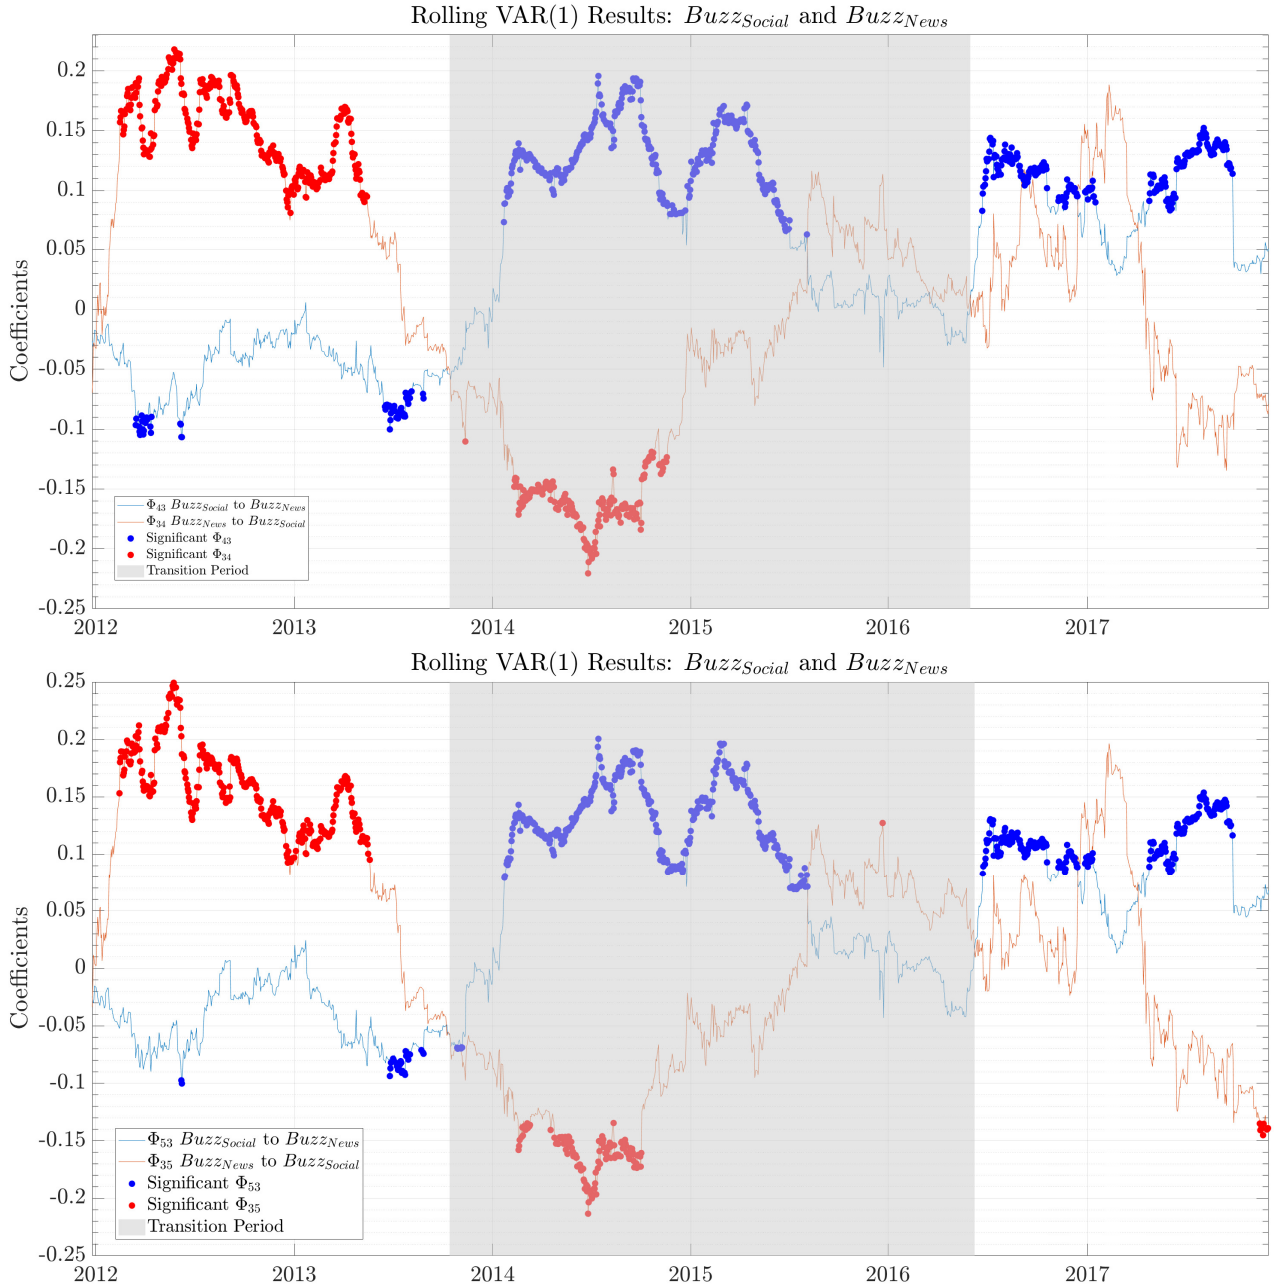 Rolling VAR(1) Results: Buzz_Social and Buzz_News
Coefficients
0.2
0.15
0.1
0.05
0
-0.05
-0.1
-0.15
-0.2
-0.25
Φ43 Buzz_Social to Buzz_News
Φ34 Buzz_News to Buzz_Social
Significant Φ43
Significant Φ34
Transition Period
2012 2013 2014 2015 2016 2017
Rolling VAR(1) Results: Buzz_Social and Buzz_News
Coefficients
0.25
0.2
0.15
0.1
0.05
0
-0.05
-0.1
-0.15
-0.2
-0.25
Φ53 Buzz_Social to Buzz_News
Φ35 Buzz_News to Buzz_Social
Significant Φ53
Significant Φ35
Transition Period
2012 2013 2014 2015 2016 2017